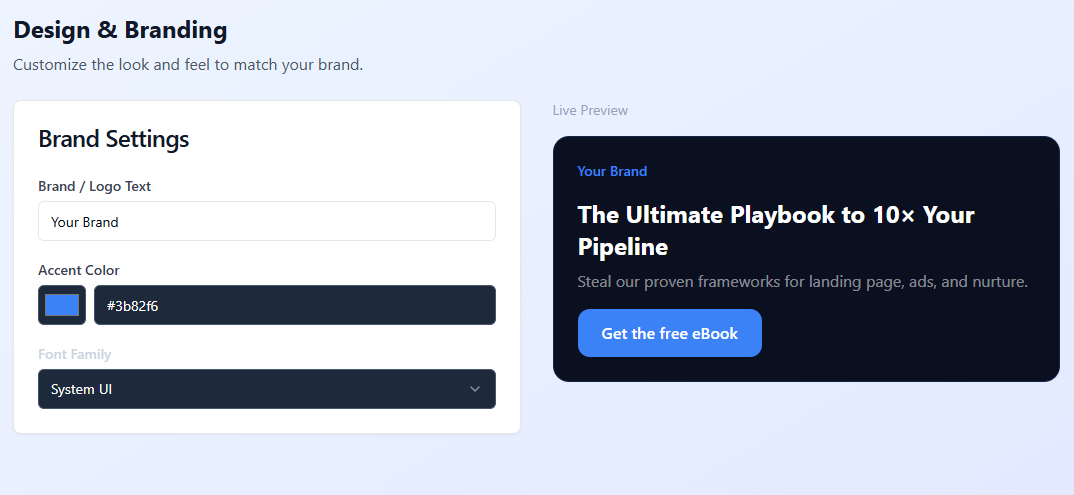 Design & Branding
Customize the look and feel to match your brand.
Brand Settings
Brand / Logo Text
Your Brand
Accent Color
#3b82f6
Font Family
System UI
Live Preview
Your Brand
The Ultimate Playbook to 10× Your
Pipeline
Steal our proven frameworks for landing page, ads, and nurture.
Get the free eBook